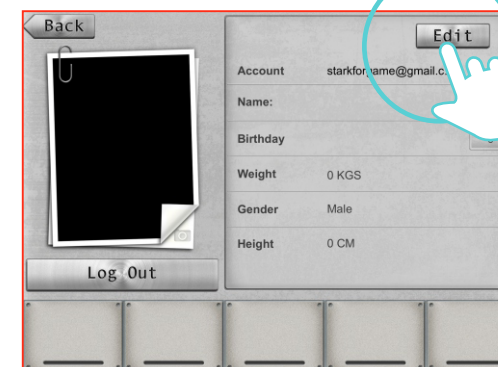 Back
Edit
Account starkforgame@gmail.c
Name:
Birthday
Weight 0 KGS
Gender Male
Height 0 CM
Log Out